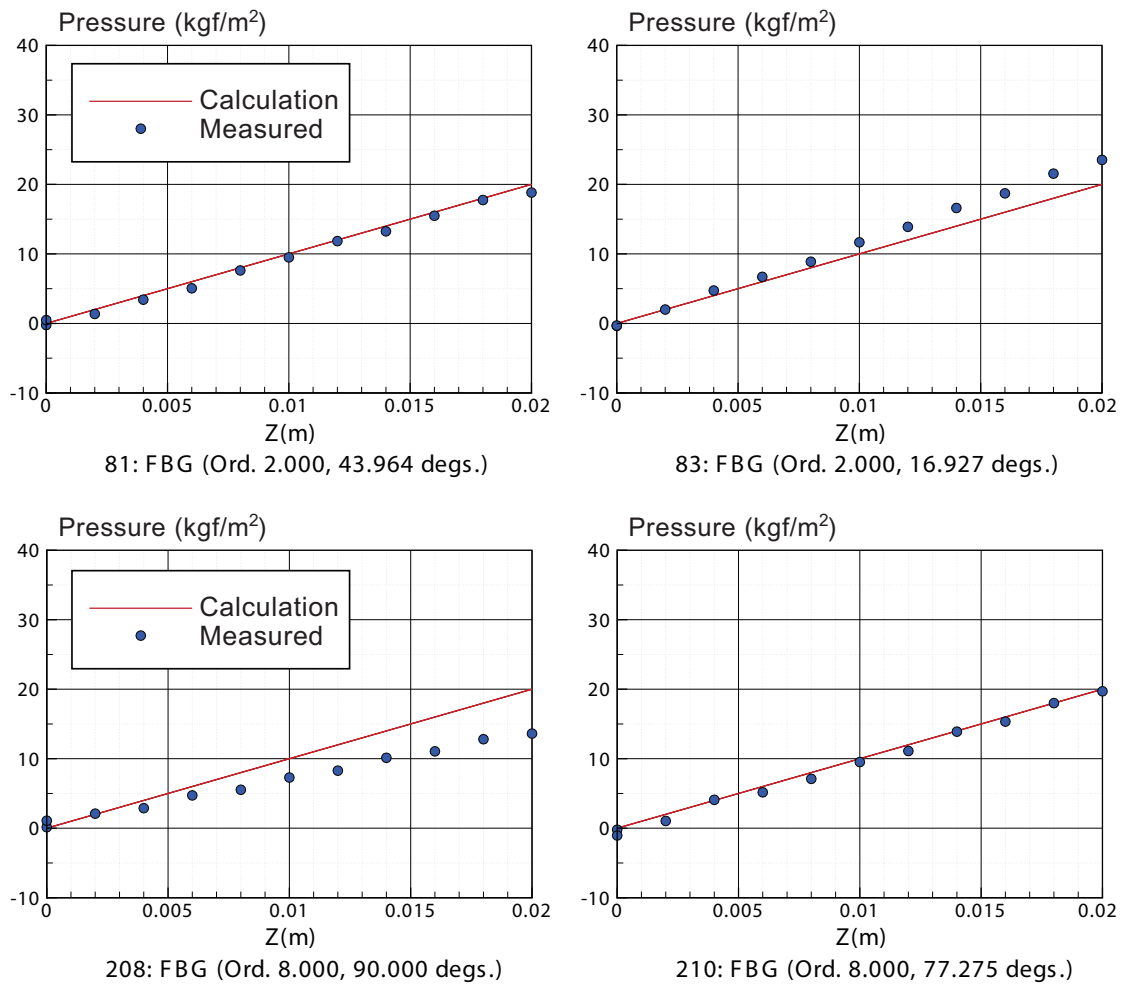 Pressure (kgf/m²)
40
30
20
10
0
-10
Calculation
Measured
0 0.005 0.01 0.015 0.02
Z(m)
81: FBG (Ord. 2.000, 43.964 degs.)
Pressure (kgf/m²)
40
30
20
10
0
-10
0 0.005 0.01 0.015 0.02
Z(m)
83: FBG (Ord. 2.000, 16.927 degs.)
Pressure (kgf/m²)
40
30
20
10
0
-10
Calculation
Measured
0 0.005 0.01 0.015 0.02
Z(m)
208: FBG (Ord. 8.000, 90.000 degs.)
Pressure (kgf/m²)
40
30
20
10
0
-10
0 0.005 0.01 0.015 0.02
Z(m)
210: FBG (Ord. 8.000, 77.275 degs.)